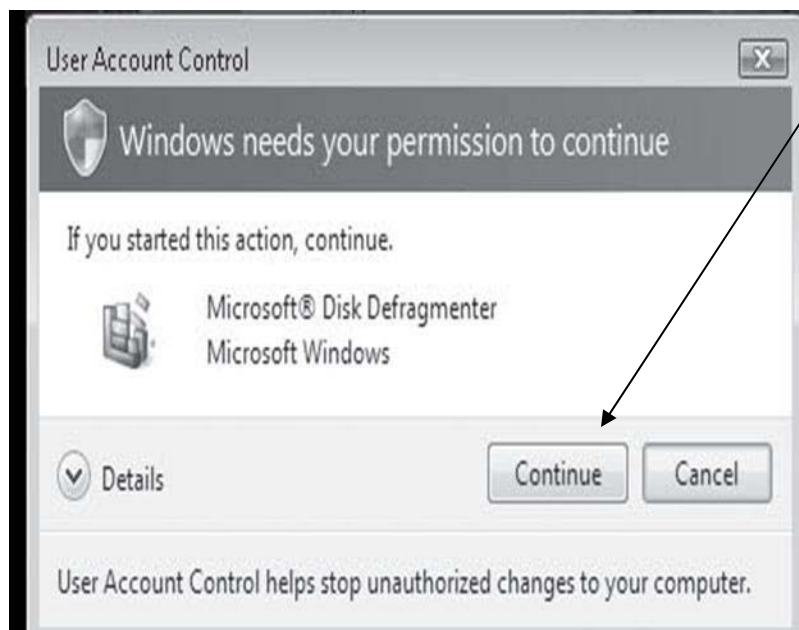 User Account Control
Windows needs your permission to continue
If you started this action, continue.
Microsoft® Disk Defragmenter
Microsoft Windows
Details
Continue
Cancel
User Account Control helps stop unauthorized changes to your computer.